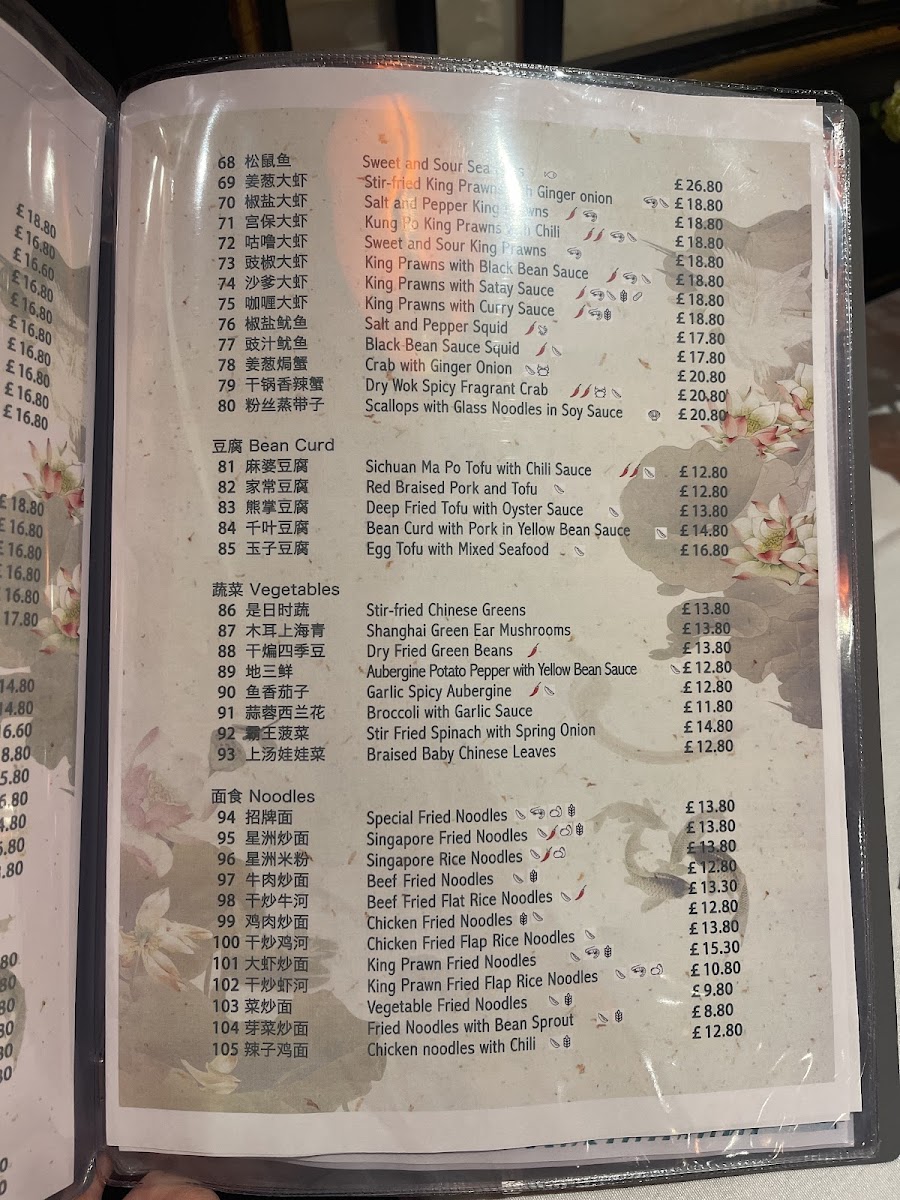 £18.80
£16.80
£16.60
£16.80
£16.80
£16.80
£16.80
£16.80
£16.80
£16.80
£18.80
£16.80
£16.80
£16.80
£16.80
17.80
14.80
14.80
16.60
8.80
5.80
6.80
4.80
5.80
.80
68 松鼠鱼 Sweet and Sour Sea £26.80
69 姜葱大虾 Stir-fried King Prawns with Ginger onion £18.80
70 椒盐大虾 Salt and Pepper King Prawns £18.80
71 宫保大虾 Kung Po King Prawns with Chili £18.80
72 咕噜大虾 Sweet and Sour King Prawns £18.80
73 豉椒大虾 King Prawns with Black Bean Sauce £18.80
74 沙爹大虾 King Prawns with Satay Sauce £18.80
75 咖喱大虾 King Prawns with Curry Sauce £18.80
76 椒盐鱿鱼 Salt and Pepper Squid £17.80
77 豉汁鱿鱼 Black Bean Sauce Squid £17.80
78 姜葱焗蟹 Crab with Ginger Onion £20.80
79 干锅香辣蟹 Dry Wok Spicy Fragrant Crab £20.80
80 粉丝蒸带子 Scallops with Glass Noodles in Soy Sauce £20.80
豆腐 Bean Curd
81 麻婆豆腐 Sichuan Ma Po Tofu with Chili Sauce £12.80
82 家常豆腐 Red Braised Pork and Tofu £12.80
83 熊掌豆腐 Deep Fried Tofu with Oyster Sauce £13.80
84 千叶豆腐 Bean Curd with Pork in Yellow Bean Sauce £14.80
85 玉子豆腐 Egg Tofu with Mixed Seafood £16.80
蔬菜 Vegetables
86 是日时蔬 Stir-fried Chinese Greens £13.80
87 木耳上海青 Shanghai Green Ear Mushrooms £13.80
88 干煸四季豆 Dry Fried Green Beans £13.80
89 地三鲜 Aubergine Potato Pepper with Yellow Bean Sauce £12.80
90 鱼香茄子 Garlic Spicy Aubergine £12.80
91 蒜蓉西兰花 Broccoli with Garlic Sauce £11.80
92 霸王菠菜 Stir Fried Spinach with Spring Onion £14.80
93 上汤娃娃菜 Braised Baby Chinese Leaves £12.80
面食 Noodles
94 招牌面 Special Fried Noodles £13.80
95 星洲炒面 Singapore Fried Noodles £13.80
96 星洲米粉 Singapore Rice Noodles £13.80
97 牛肉炒面 Beef Fried Noodles £12.80
98 干炒牛河 Beef Fried Flat Rice Noodles £13.30
99 鸡肉炒面 Chicken Fried Noodles £12.80
100 干炒鸡河 Chicken Fried Flap Rice Noodles £13.80
101 大虾炒面 King Prawn Fried Noodles £15.30
102 干炒虾河 King Prawn Fried Flap Rice Noodles £10.80
103 菜炒面 Vegetable Fried Noodles £9.80
104 芽菜炒面 Fried Noodles with Bean Sprout £8.80
105 辣子鸡面 Chicken noodles with Chili £12.80